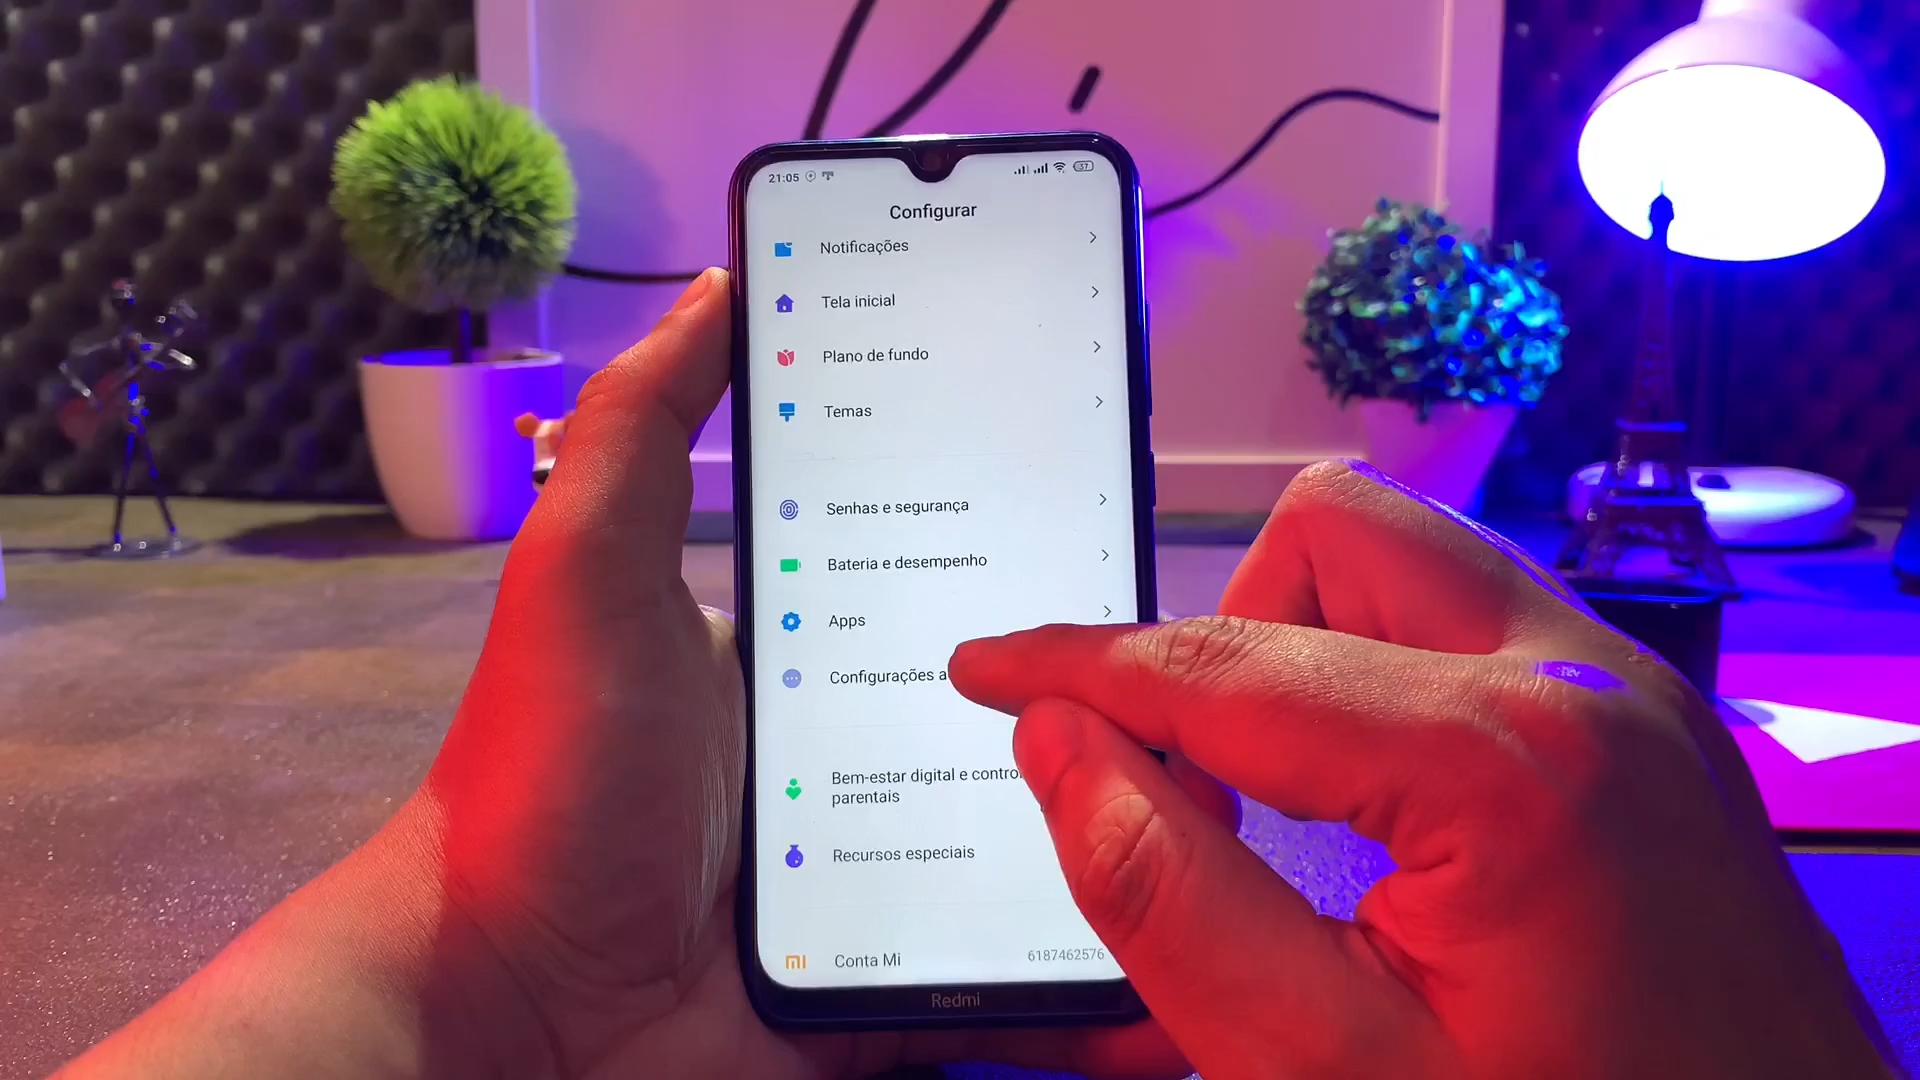 21:05
37
Configurar
Notificações
Tela inicial
Plano de fundo
Temas
Senhas e segurança
Bateria e desempenho
Apps
Configurações a
Bem-estar digital e contro
parentais
Recursos especiais
Conta Mi 6187462576
Redmi